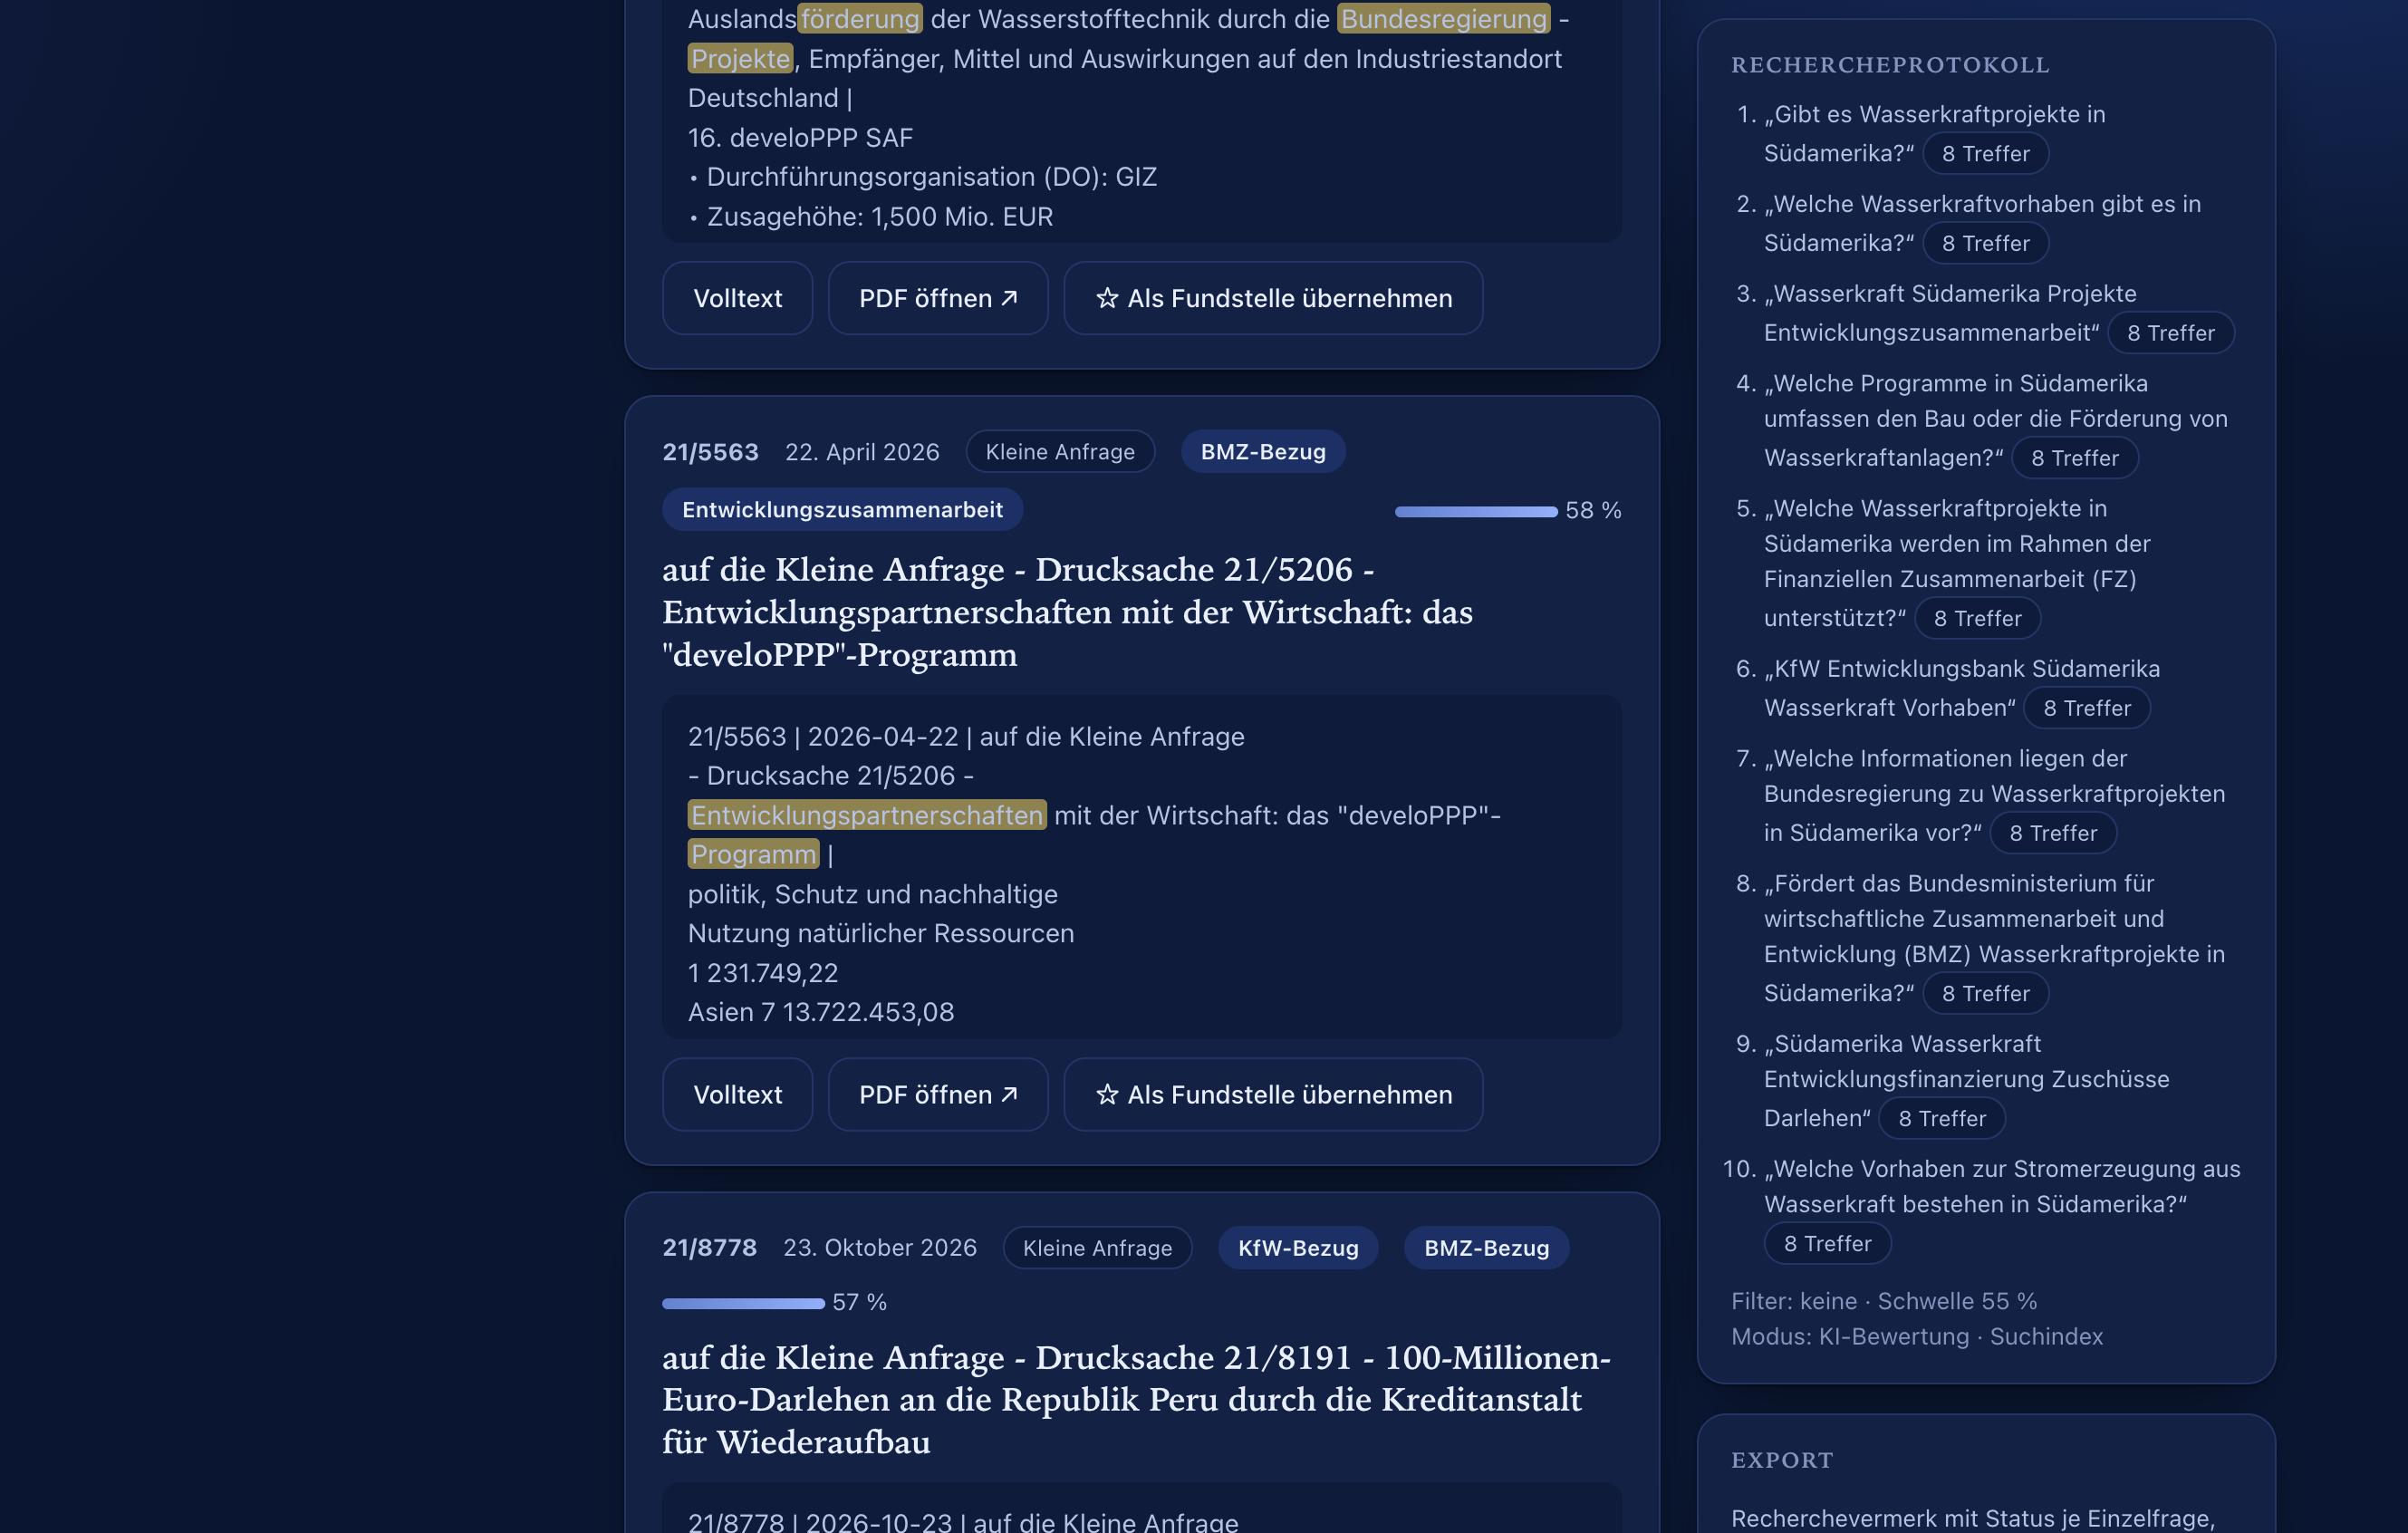 Auslandsförderung der Wasserstofftechnik durch die Bundesregierung -
Projekte, Empfänger, Mittel und Auswirkungen auf den Industriestandort
Deutschland |
16. develoPPP SAF
• Durchführungsorganisation (DO): GIZ
• Zusagehöhe: 1,500 Mio. EUR
Volltext
PDF öffnen ↗
☆ Als Fundstelle übernehmen
21/5563 22. April 2026 Kleine Anfrage BMZ-Bezug
Entwicklungszusammenarbeit 58 %
auf die Kleine Anfrage - Drucksache 21/5206 -
Entwicklungspartnerschaften mit der Wirtschaft: das
"develoPPP"-Programm
21/5563 | 2026-04-22 | auf die Kleine Anfrage
- Drucksache 21/5206 -
Entwicklungspartnerschaften mit der Wirtschaft: das "develoPPP"-
Programm |
politik, Schutz und nachhaltige
Nutzung natürlicher Ressourcen
1 231.749,22
Asien 7 13.722.453,08
Volltext
PDF öffnen ↗
☆ Als Fundstelle übernehmen
21/8778 23. Oktober 2026 Kleine Anfrage KfW-Bezug BMZ-Bezug
57 %
auf die Kleine Anfrage - Drucksache 21/8191 - 100-Millionen-
Euro-Darlehen an die Republik Peru durch die Kreditanstalt
für Wiederaufbau
21/8778 | 2026-10-23 | auf die Kleine Anfrage
RECHERCHEPROTOKOLL
1. „Gibt es Wasserkraftprojekte in
Südamerika?“ 8 Treffer
2. „Welche Wasserkraftvorhaben gibt es in
Südamerika?“ 8 Treffer
3. „Wasserkraft Südamerika Projekte
Entwicklungszusammenarbeit“ 8 Treffer
4. „Welche Programme in Südamerika
umfassen den Bau oder die Förderung von
Wasserkraftanlagen?“ 8 Treffer
5. „Welche Wasserkraftprojekte in
Südamerika werden im Rahmen der
Finanziellen Zusammenarbeit (FZ)
unterstützt?“ 8 Treffer
6. „KfW Entwicklungsbank Südamerika
Wasserkraft Vorhaben“ 8 Treffer
7. „Welche Informationen liegen der
Bundesregierung zu Wasserkraftprojekten
in Südamerika vor?“ 8 Treffer
8. „Fördert das Bundesministerium für
wirtschaftliche Zusammenarbeit und
Entwicklung (BMZ) Wasserkraftprojekte in
Südamerika?“ 8 Treffer
9. „Südamerika Wasserkraft
Entwicklungsfinanzierung Zuschüsse
Darlehen“ 8 Treffer
10. „Welche Vorhaben zur Stromerzeugung aus
Wasserkraft bestehen in Südamerika?“
8 Treffer
Filter: keine · Schwelle 55 %
Modus: KI-Bewertung · Suchindex
EXPORT
Recherchevermerk mit Status je Einzelfrage,